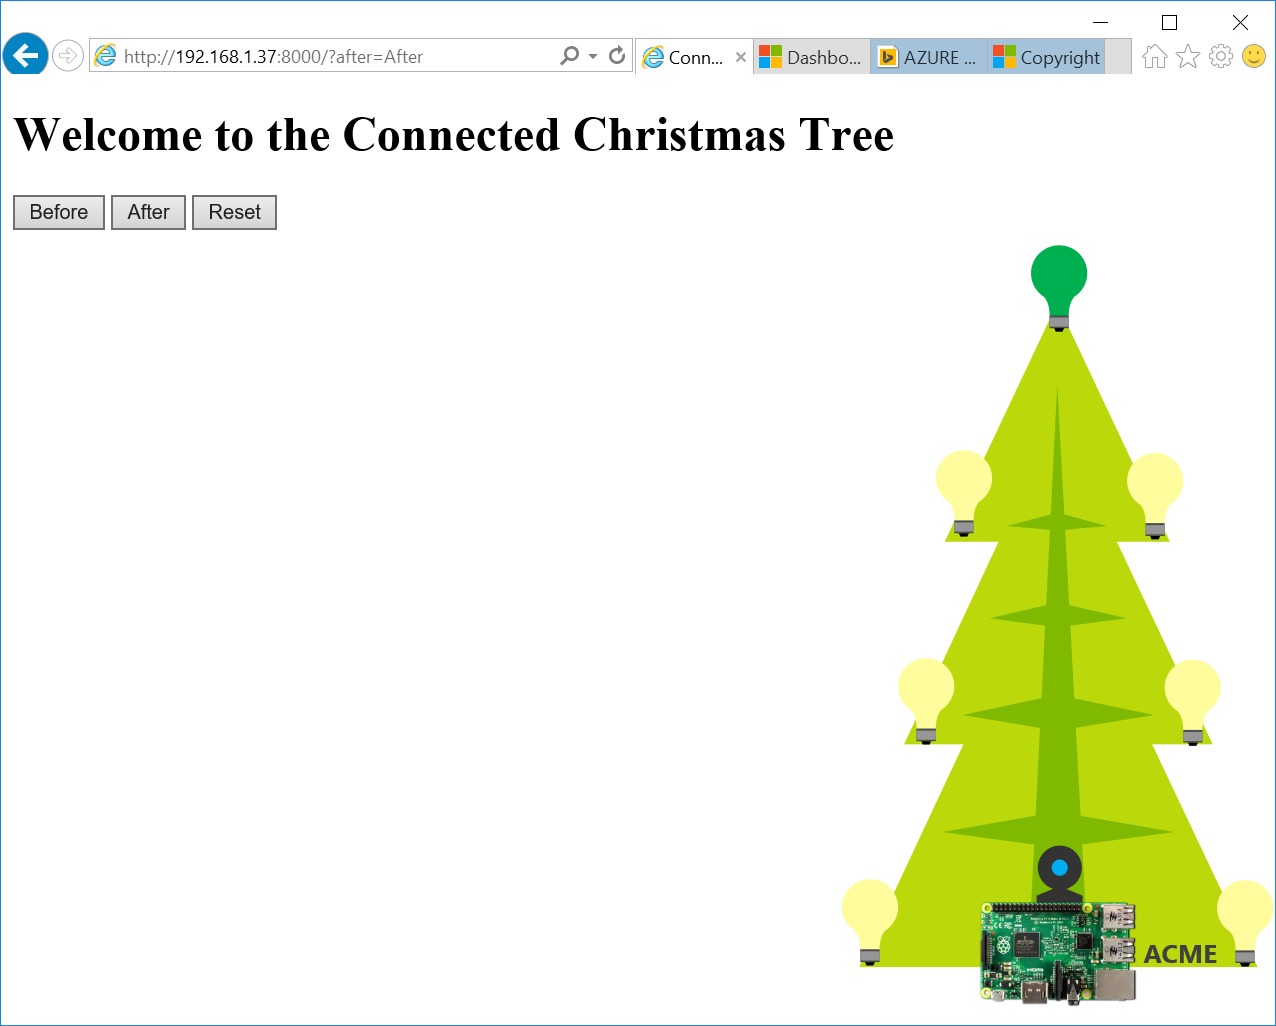 http://192.168.1.37:8000/?after=After
Conn...
Dashbo...
AZURE ...
Copyright
Welcome to the Connected Christmas Tree
Before
After
Reset
ACME